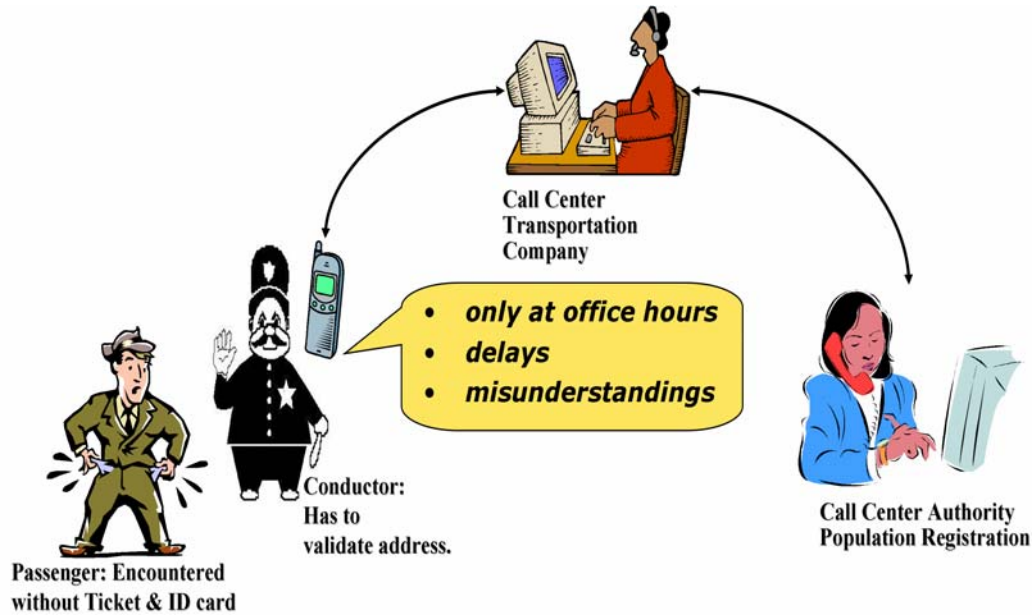 Call Center
Transportation
Company
• only at office hours
• delays
• misunderstandings
Conductor:
Has to
validate address.
Passenger: Encountered
without Ticket & ID card
Call Center Authority
Population Registration